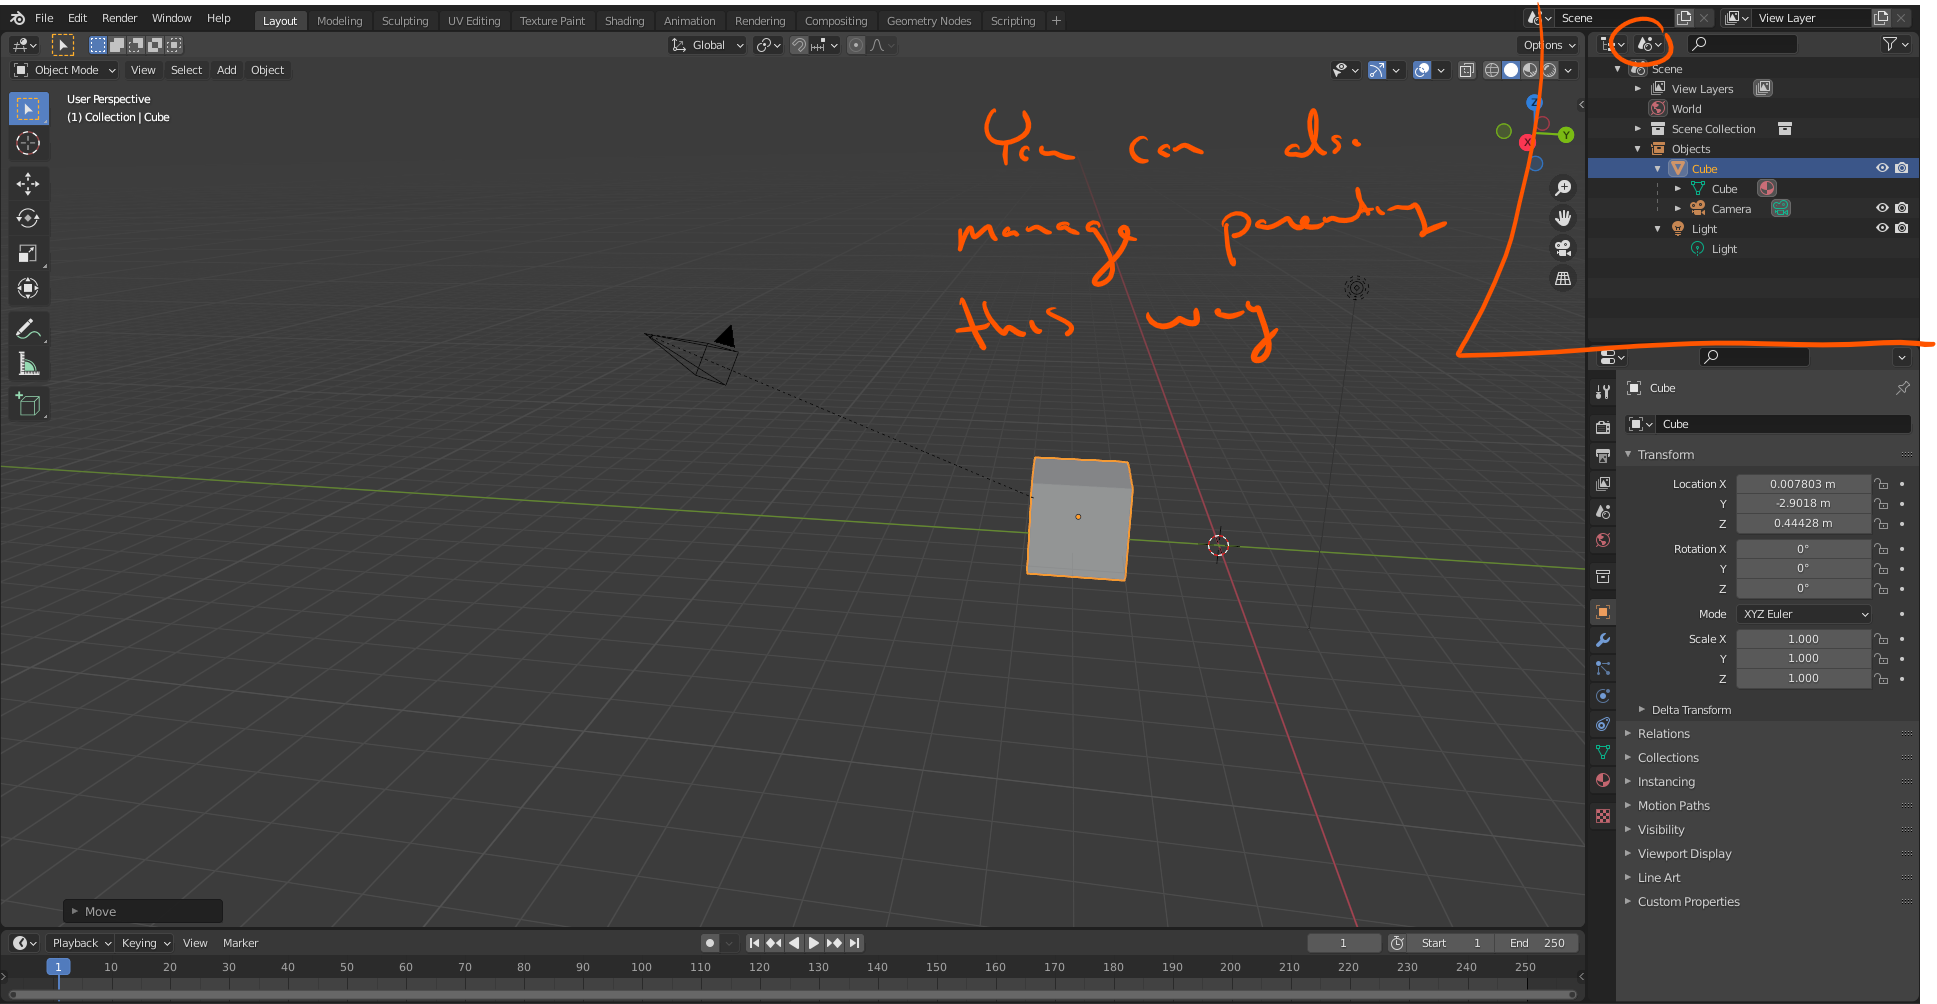 File Edit Render Window Help Layout Modeling Sculpting UV Editing Texture Paint Shading Animation Rendering Compositing Geometry Nodes Scripting + Scene View Layer
Global Options
Object Mode View Select Add Object
User Perspective
(1) Collection | Cube
Z
Y
X
You can also
manage parenting
this way
Scene
View Layers
World
Scene Collection
Objects
Cube
Cube
Camera
Light
Light
Cube
Cube
Transform
Location X 0.007803 m
Y -2.9018 m
Z 0.44428 m
Rotation X 0°
Y 0°
Z 0°
Mode XYZ Euler
Scale X 1.000
Y 1.000
Z 1.000
Delta Transform
Relations
Collections
Instancing
Motion Paths
Visibility
Viewport Display
Line Art
Custom Properties
Move
Playback Keying View Marker 1 Start 1 End 250
1 10 20 30 40 50 60 70 80 90 100 110 120 130 140 150 160 170 180 190 200 210 220 230 240 250